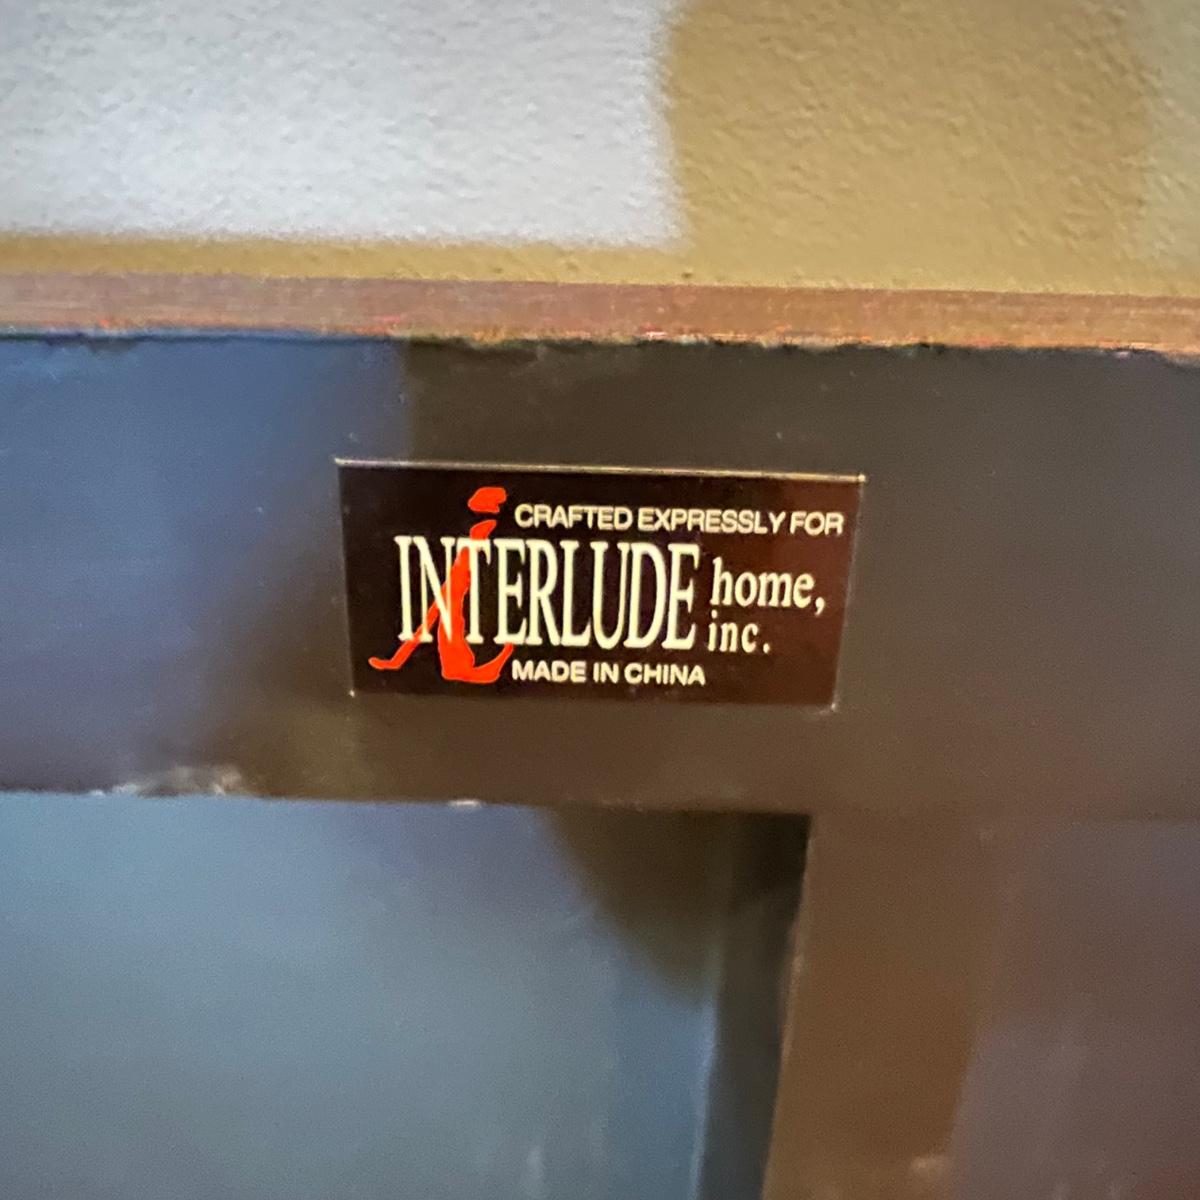 CRAFTED EXPRESSLY FOR
INTERLUDE home,
inc.
MADE IN CHINA